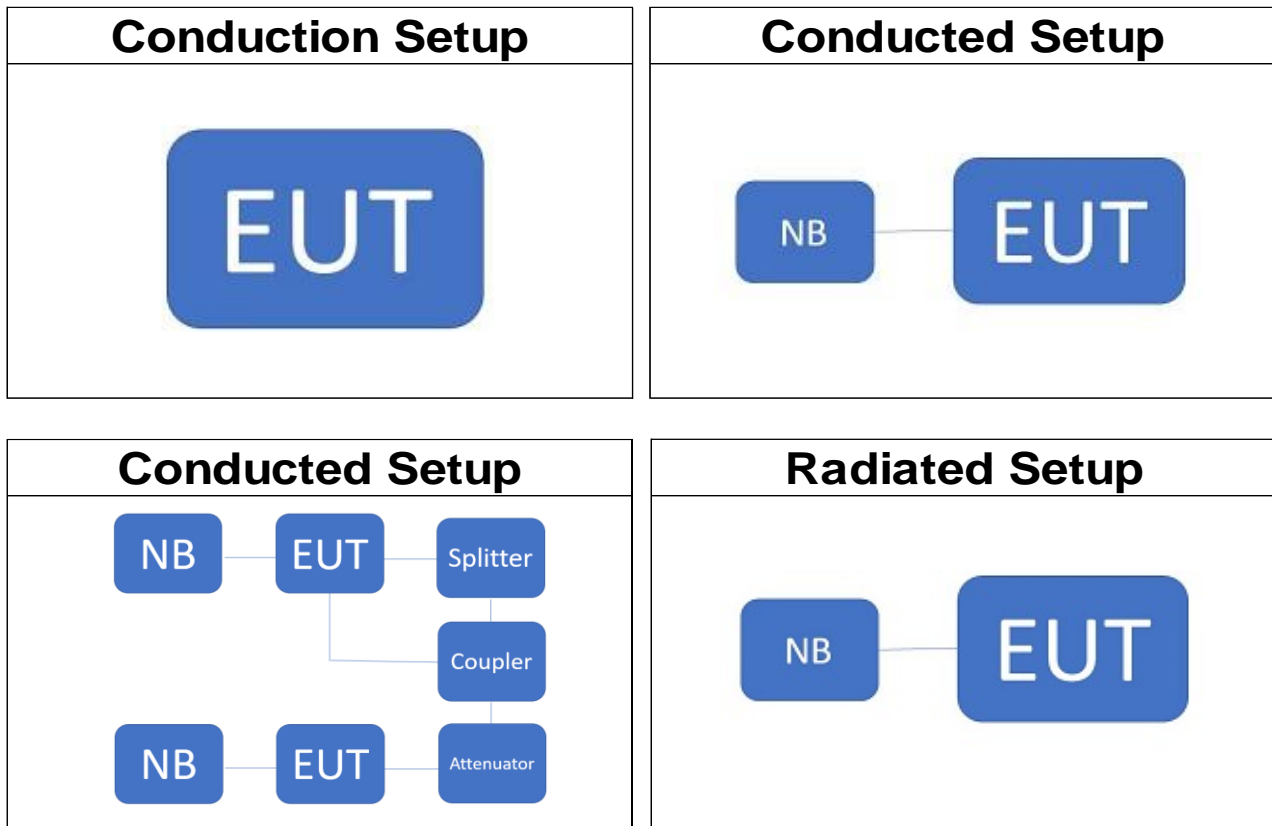 Conduction Setup
EUT
Conducted Setup
NB
EUT
Conducted Setup
NB
EUT
Splitter
Coupler
NB
EUT
Attenuator
Radiated Setup
NB
EUT